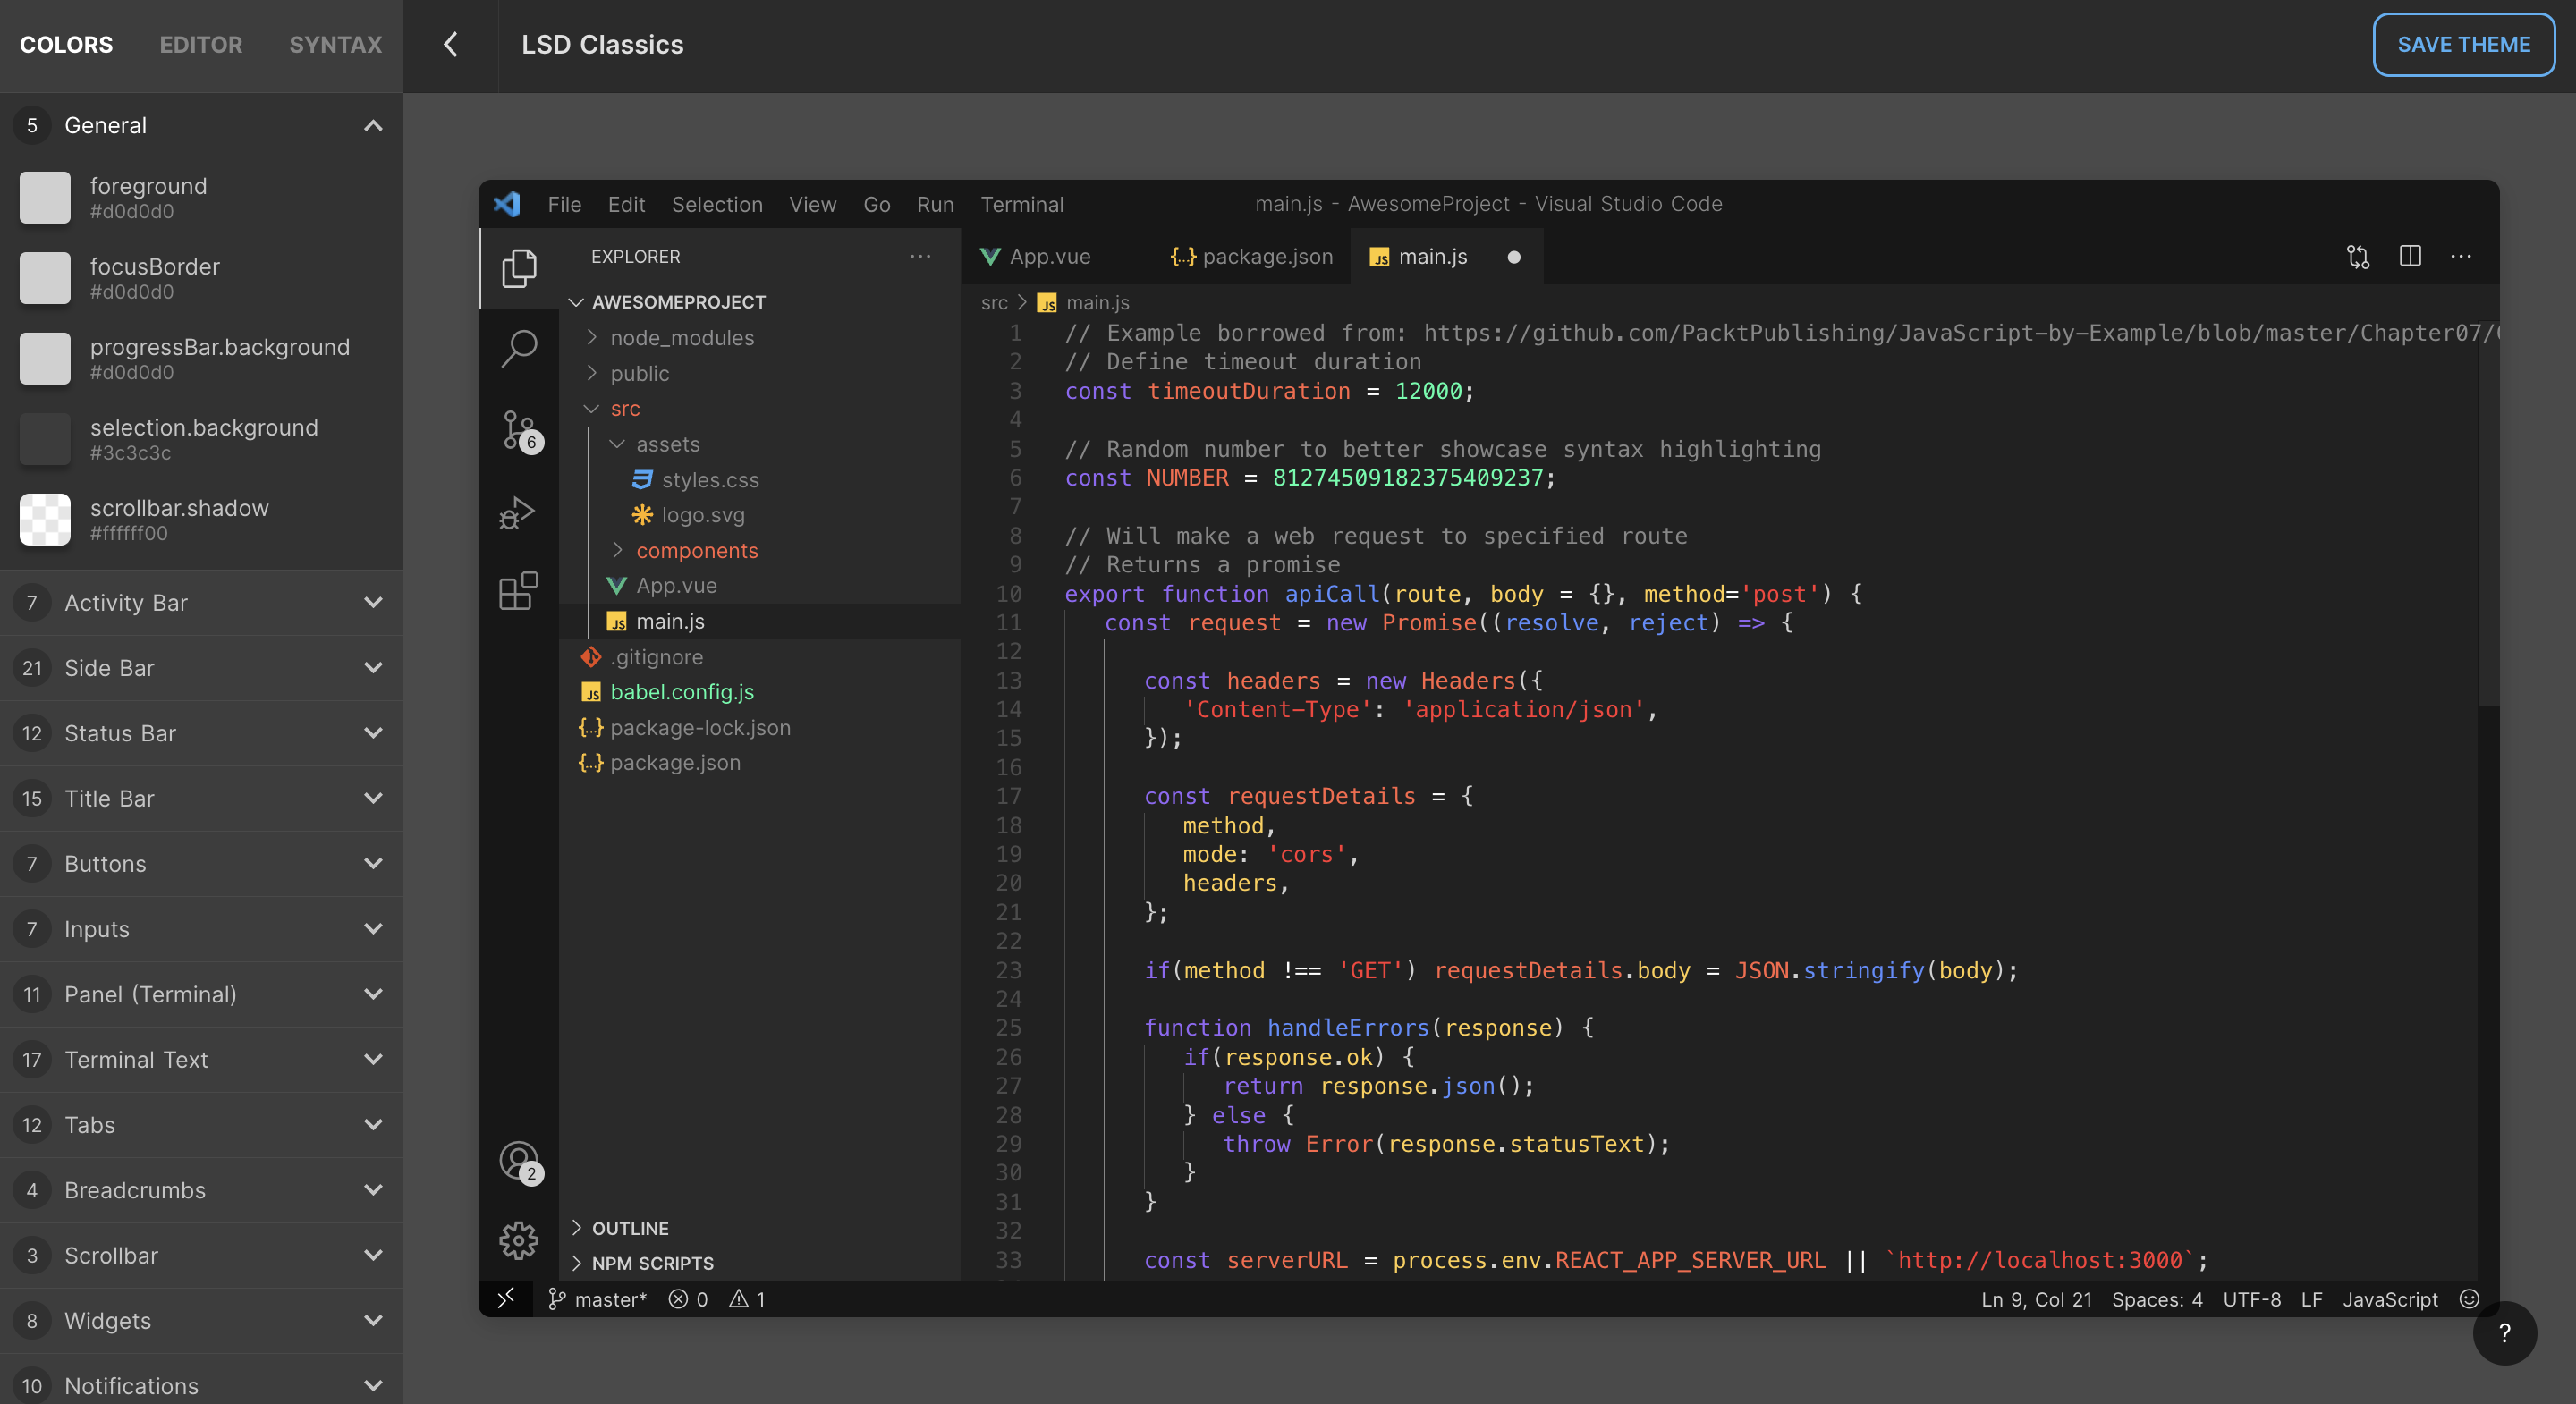 COLORS EDITOR SYNTAX
LSD Classics
SAVE THEME
5 General
foreground
#d0d0d0
focusBorder
#d0d0d0
progressBar.background
#d0d0d0
selection.background
#3c3c3c
scrollbar.shadow
#ffffff00
7 Activity Bar
21 Side Bar
12 Status Bar
15 Title Bar
7 Buttons
7 Inputs
11 Panel (Terminal)
17 Terminal Text
12 Tabs
4 Breadcrumbs
3 Scrollbar
8 Widgets
10 Notifications
File Edit Selection View Go Run Terminal
main.js - AwesomeProject - Visual Studio Code
6
2
EXPLORER ...
AWESOMEPROJECT
node_modules
public
src
assets
styles.css
logo.svg
components
App.vue
JS main.js
.gitignore
JS babel.config.js
{..} package-lock.json
{..} package.json
OUTLINE
NPM SCRIPTS
App.vue {..} package.json JS main.js
src > JS main.js
1 // Example borrowed from: https://github.com/PacktPublishing/JavaScript-by-Example/blob/master/Chapter07/
2 // Define timeout duration
3 const timeoutDuration = 12000;
4
5 // Random number to better showcase syntax highlighting
6 const NUMBER = 81274509182375409237;
7
8 // Will make a web request to specified route
9 // Returns a promise
10 export function apiCall(route, body = {}, method='post') {
11 const request = new Promise((resolve, reject) => {
12
13 const headers = new Headers({
14 'Content-Type': 'application/json',
15 });
16
17 const requestDetails = {
18 method,
19 mode: 'cors',
20 headers,
21 };
22
23 if(method !== 'GET') requestDetails.body = JSON.stringify(body);
24
25 function handleErrors(response) {
26 if(response.ok) {
27 return response.json();
28 } else {
29 throw Error(response.statusText);
30 }
31 }
32
33 const serverURL = process.env.REACT_APP_SERVER_URL || `http://localhost:3000`;
master* 0 1
Ln 9, Col 21 Spaces: 4 UTF-8 LF JavaScript
?